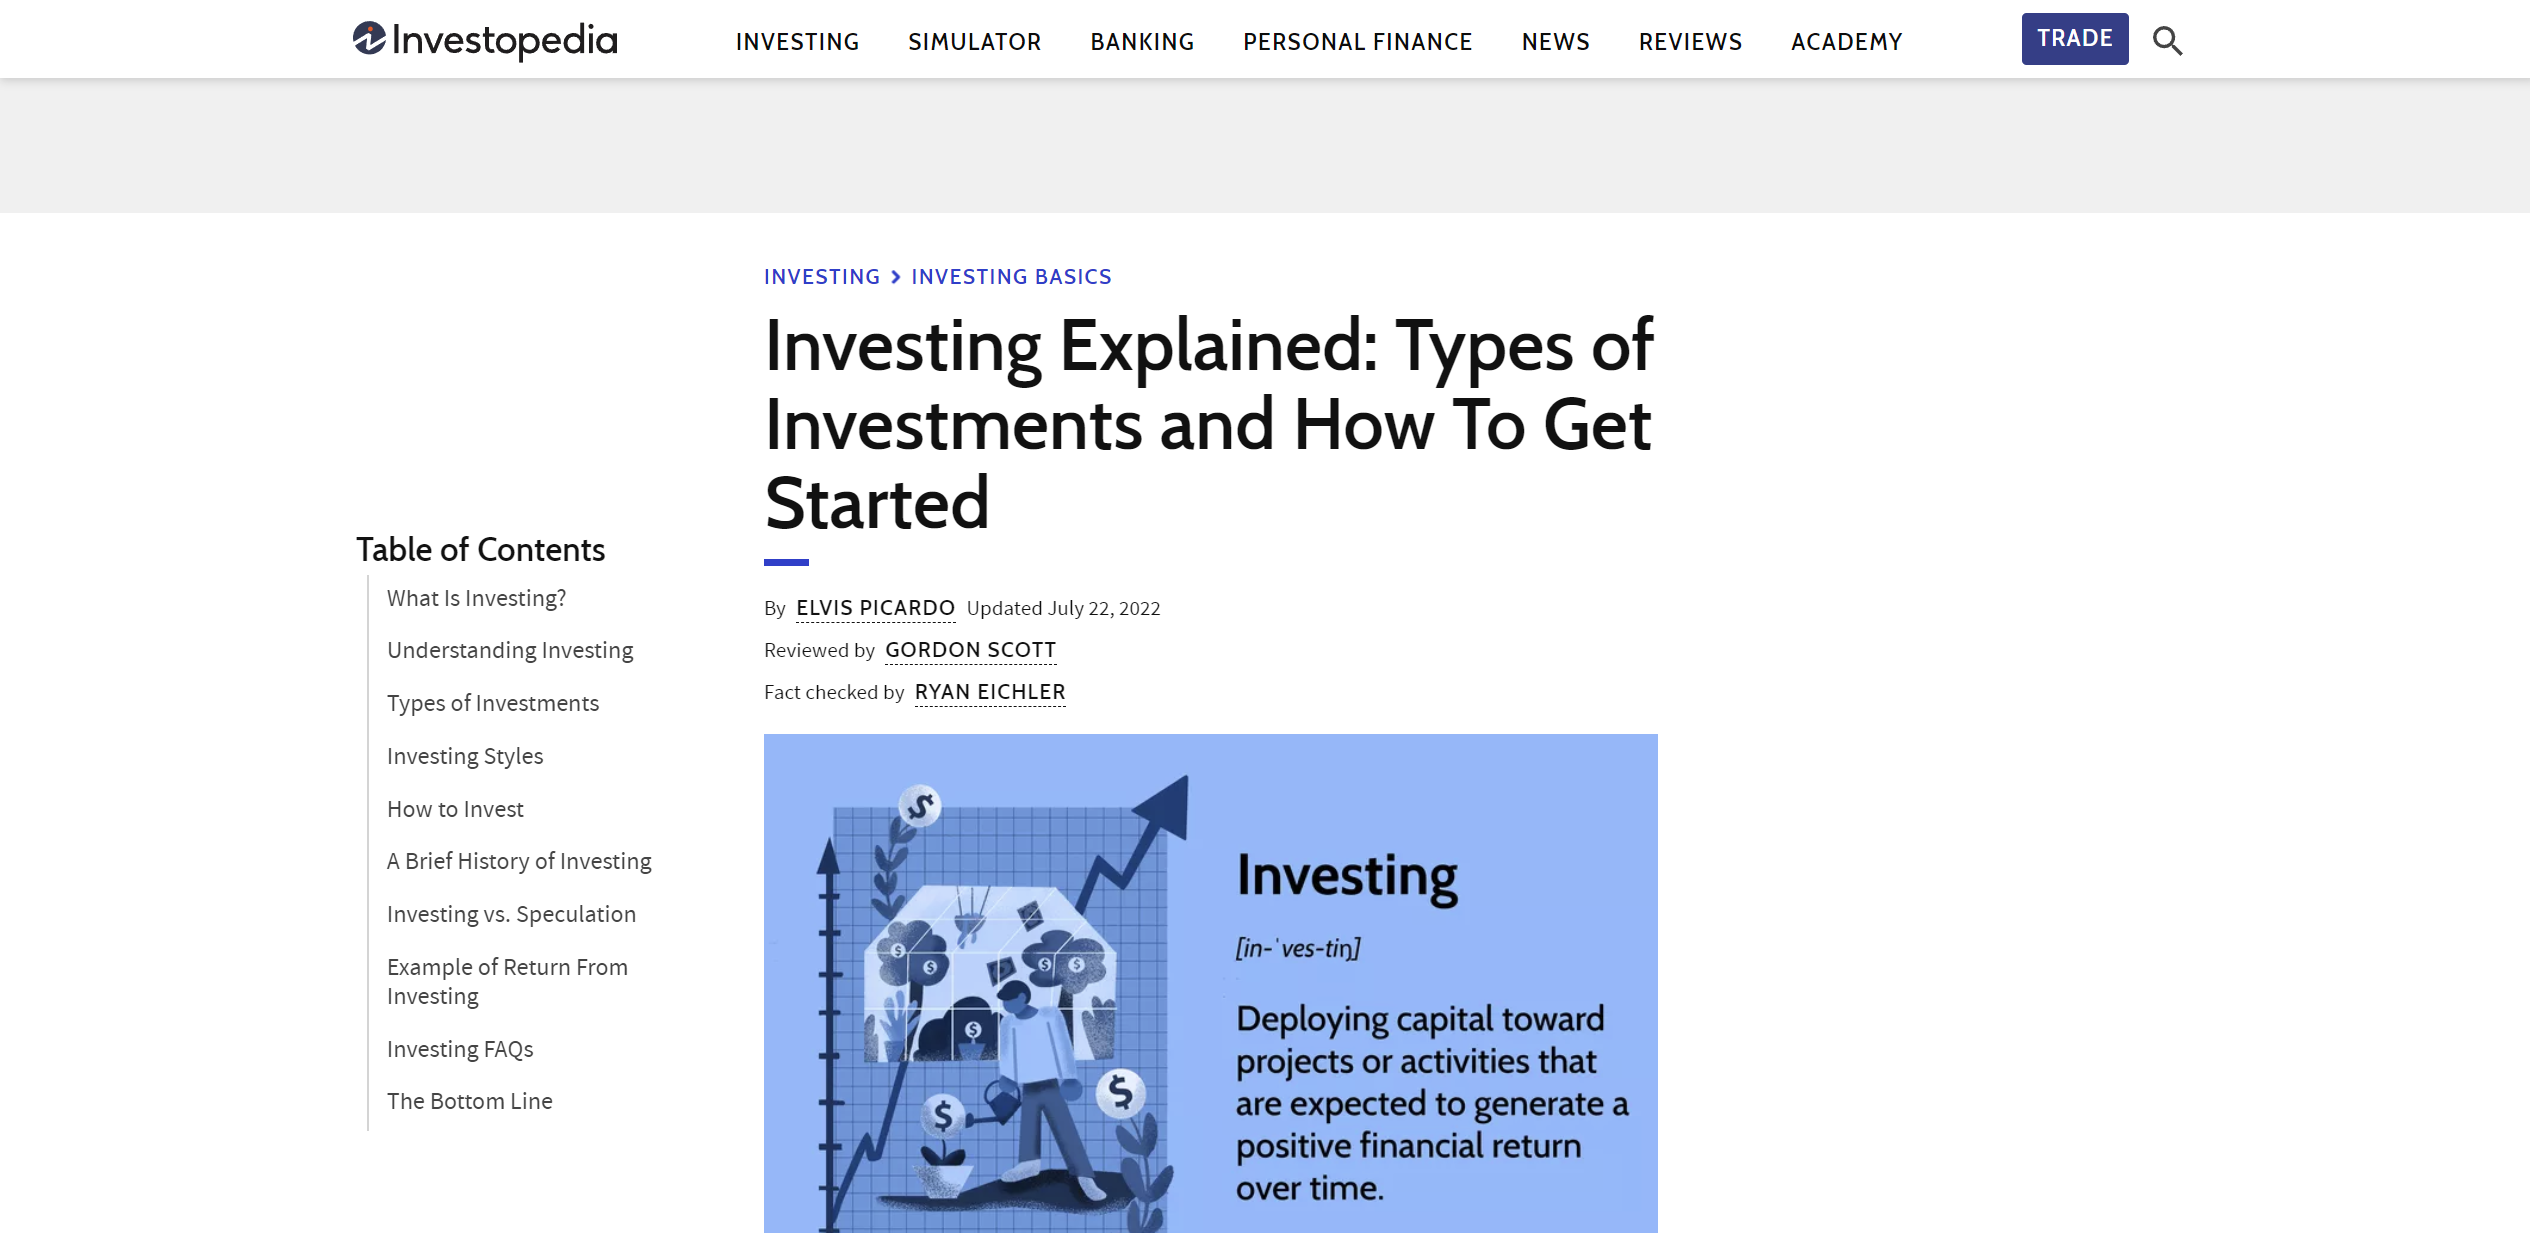 Investopedia
INVESTING
SIMULATOR
BANKING
PERSONAL FINANCE
NEWS
REVIEWS
ACADEMY
TRADE
INVESTING > INVESTING BASICS
Investing Explained: Types of
Investments and How To Get
Started
By ELVIS PICARDO Updated July 22, 2022
Reviewed by GORDON SCOTT
Fact checked by RYAN EICHLER
Table of Contents
What Is Investing?
Understanding Investing
Types of Investments
Investing Styles
How to Invest
A Brief History of Investing
Investing vs. Speculation
Example of Return From
Investing
Investing FAQs
The Bottom Line
$
$
$
$
$
$
$
$
Investing
[in-ˈves-tiŋ]
Deploying capital toward
projects or activities that
are expected to generate a
positive financial return
over time.